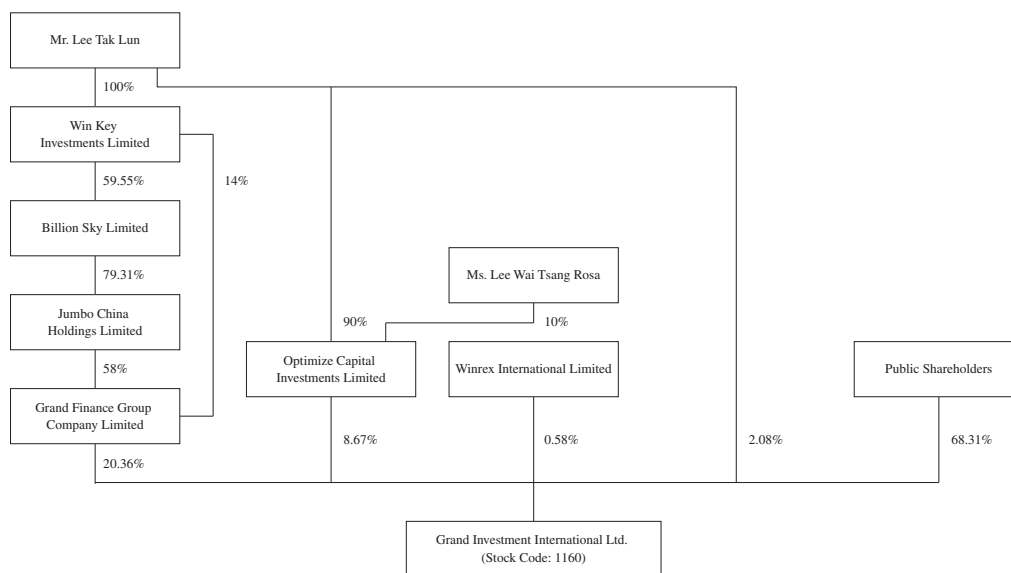 Mr. Lee Tak Lun
100%
Win Key
Investments Limited
59.55%
14%
Billion Sky Limited
79.31%
Ms. Lee Wai Tsang Rosa
Jumbo China
Holdings Limited
90%
10%
58%
Optimize Capital
Investments Limited
Winrex International Limited
Public Shareholders
Grand Finance Group
Company Limited
20.36%
8.67%
0.58%
2.08%
68.31%
Grand Investment International Ltd.
(Stock Code: 1160)